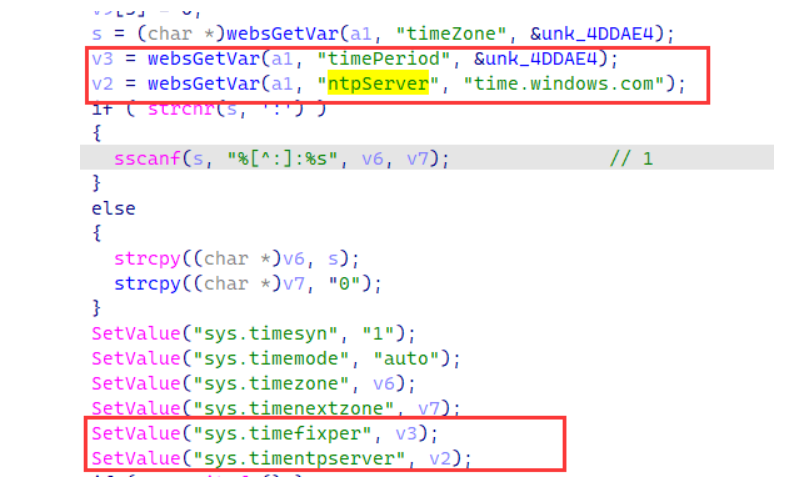 s = (char *)websGetVar(a1, "timeZone", &unk_4DDAE4);
v3 = websGetVar(a1, "timePeriod", &unk_4DDAE4);
v2 = websGetVar(a1, "ntpServer", "time.windows.com");
if ( strchr(s, ':') )
{
sscanf(s, "%[^:]:%s", v6, v7); // 1
}
else
{
strcpy((char *)v6, s);
strcpy((char *)v7, "0");
}
SetValue("sys.timesyn", "1");
SetValue("sys.timemode", "auto");
SetValue("sys.timezone", v6);
SetValue("sys.timenextzone", v7);
SetValue("sys.timefixper", v3);
SetValue("sys.timentpserver", v2);